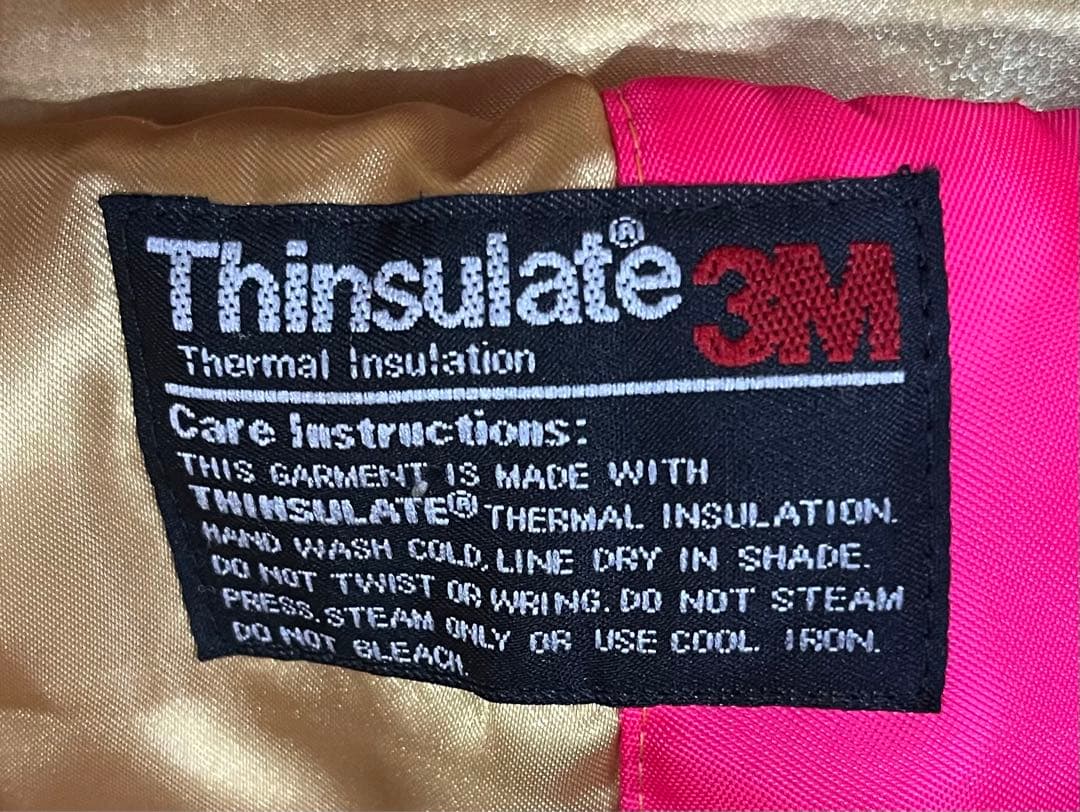 Thinsulate® 3M
Thermal Insulation
Care Instructions:
THIS GARMENT IS MADE WITH
THINSULATE® THERMAL INSULATION.
HAND WASH COLD, LINE DRY IN SHADE.
DO NOT TWIST OR WRING. DO NOT STEAM
PRESS. STEAM ONLY OR USE COOL IRON.
DO NOT BLEACH.